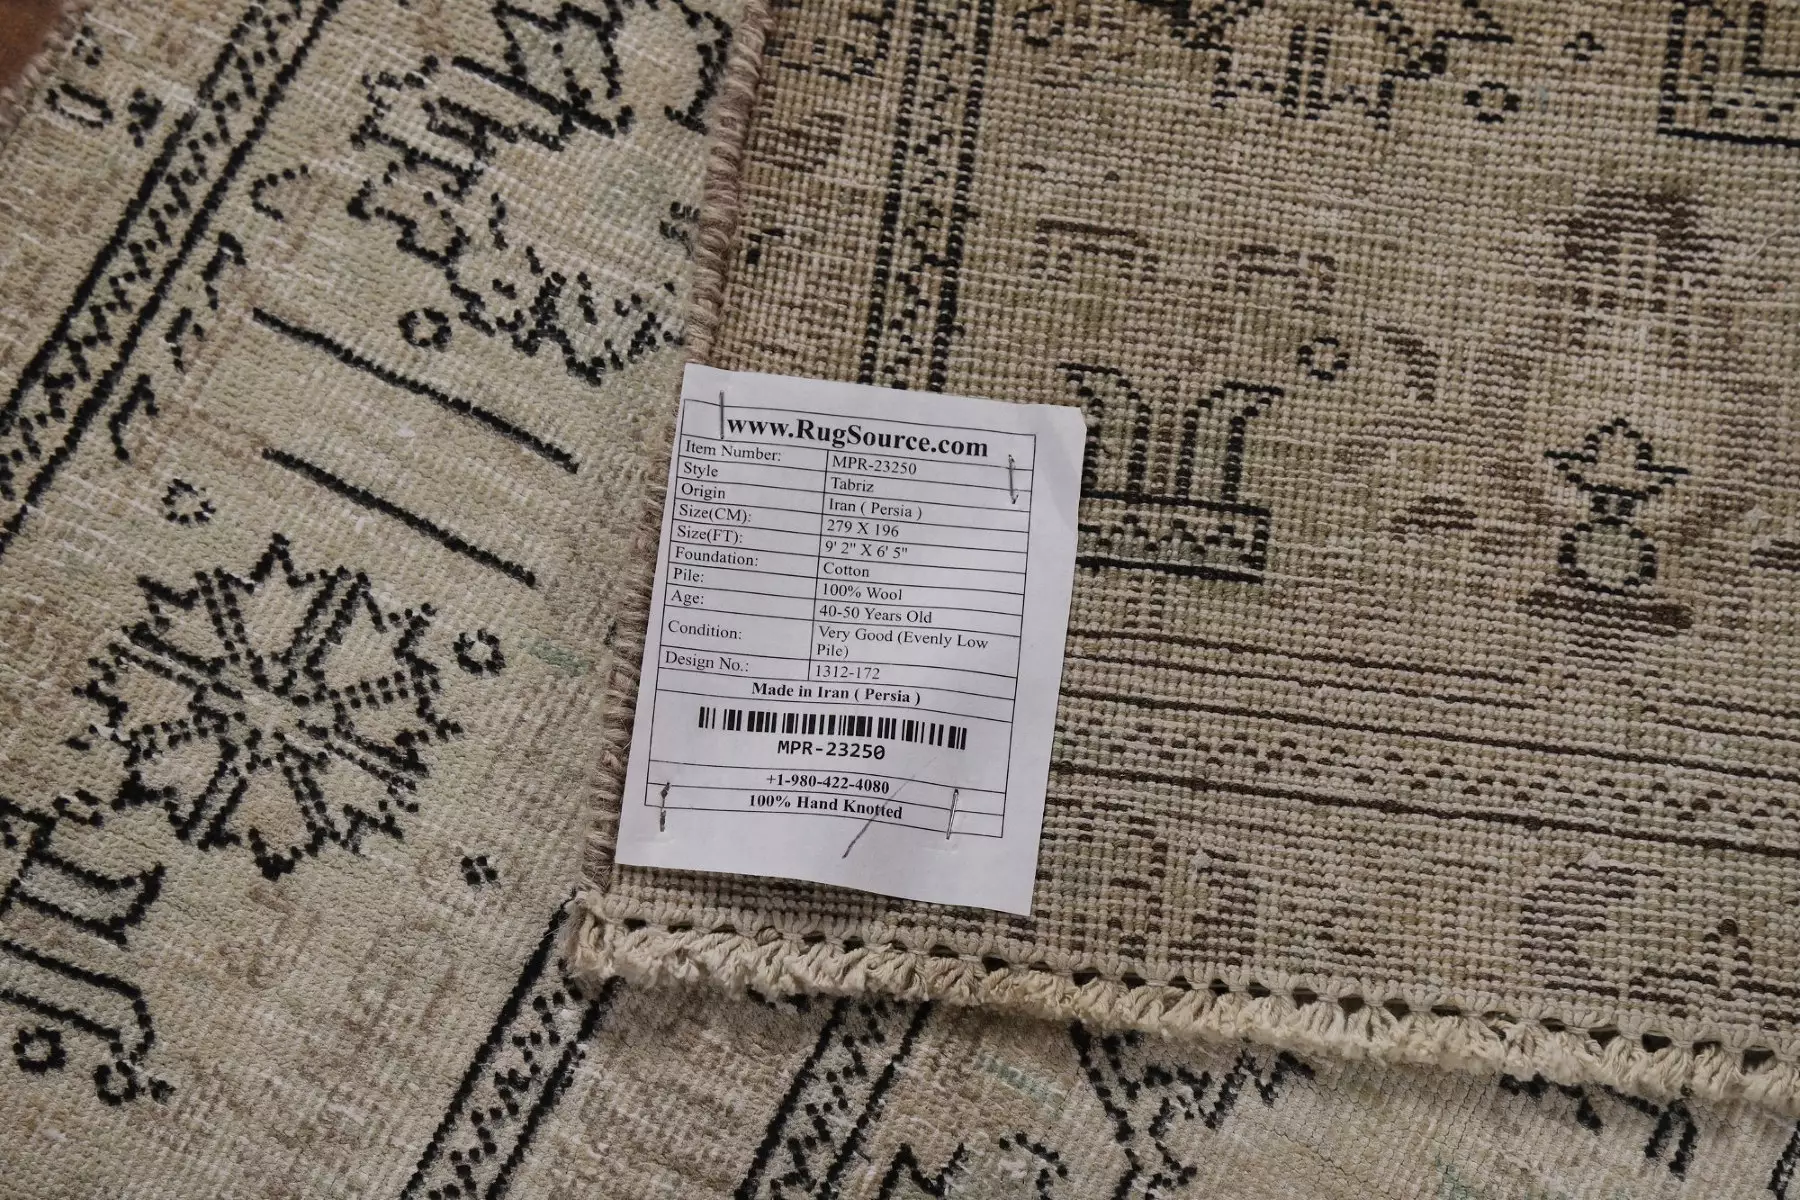 www.RugSource.com
Item Number: MPR-23250
Style Tabriz
Origin Iran ( Persia )
Size(CM): 279 X 196
Size(FT): 9' 2" X 6' 5"
Foundation: Cotton
Pile: 100% Wool
Age: 40-50 Years Old
Condition: Very Good (Evenly Low
Pile)
Design No.: 1312-172
Made in Iran ( Persia )
MPR-23250
+1-980-422-4080
100% Hand Knotted